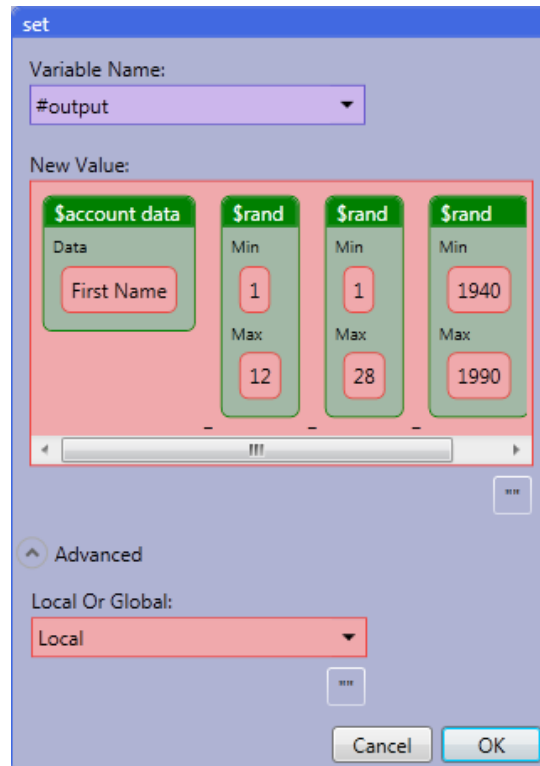 set
Variable Name:
#output
New Value:
$account data $rand $rand $rand
Data Min Min Min
First Name 1 1 1940
Max Max Max
12 28 1990
- - -
""
Advanced
Local Or Global:
Local
""
Cancel OK